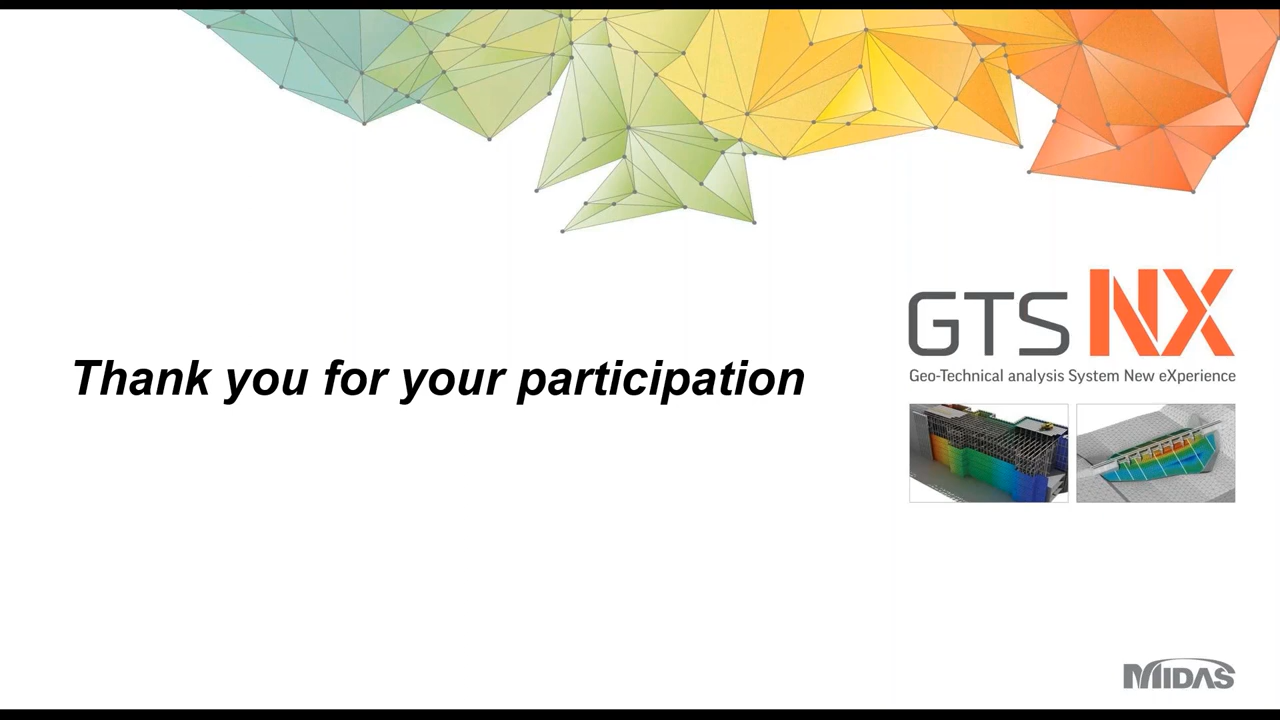 Thank you for your participation
GTS NX
Geo-Technical analysis System New eXperience
MIDAS